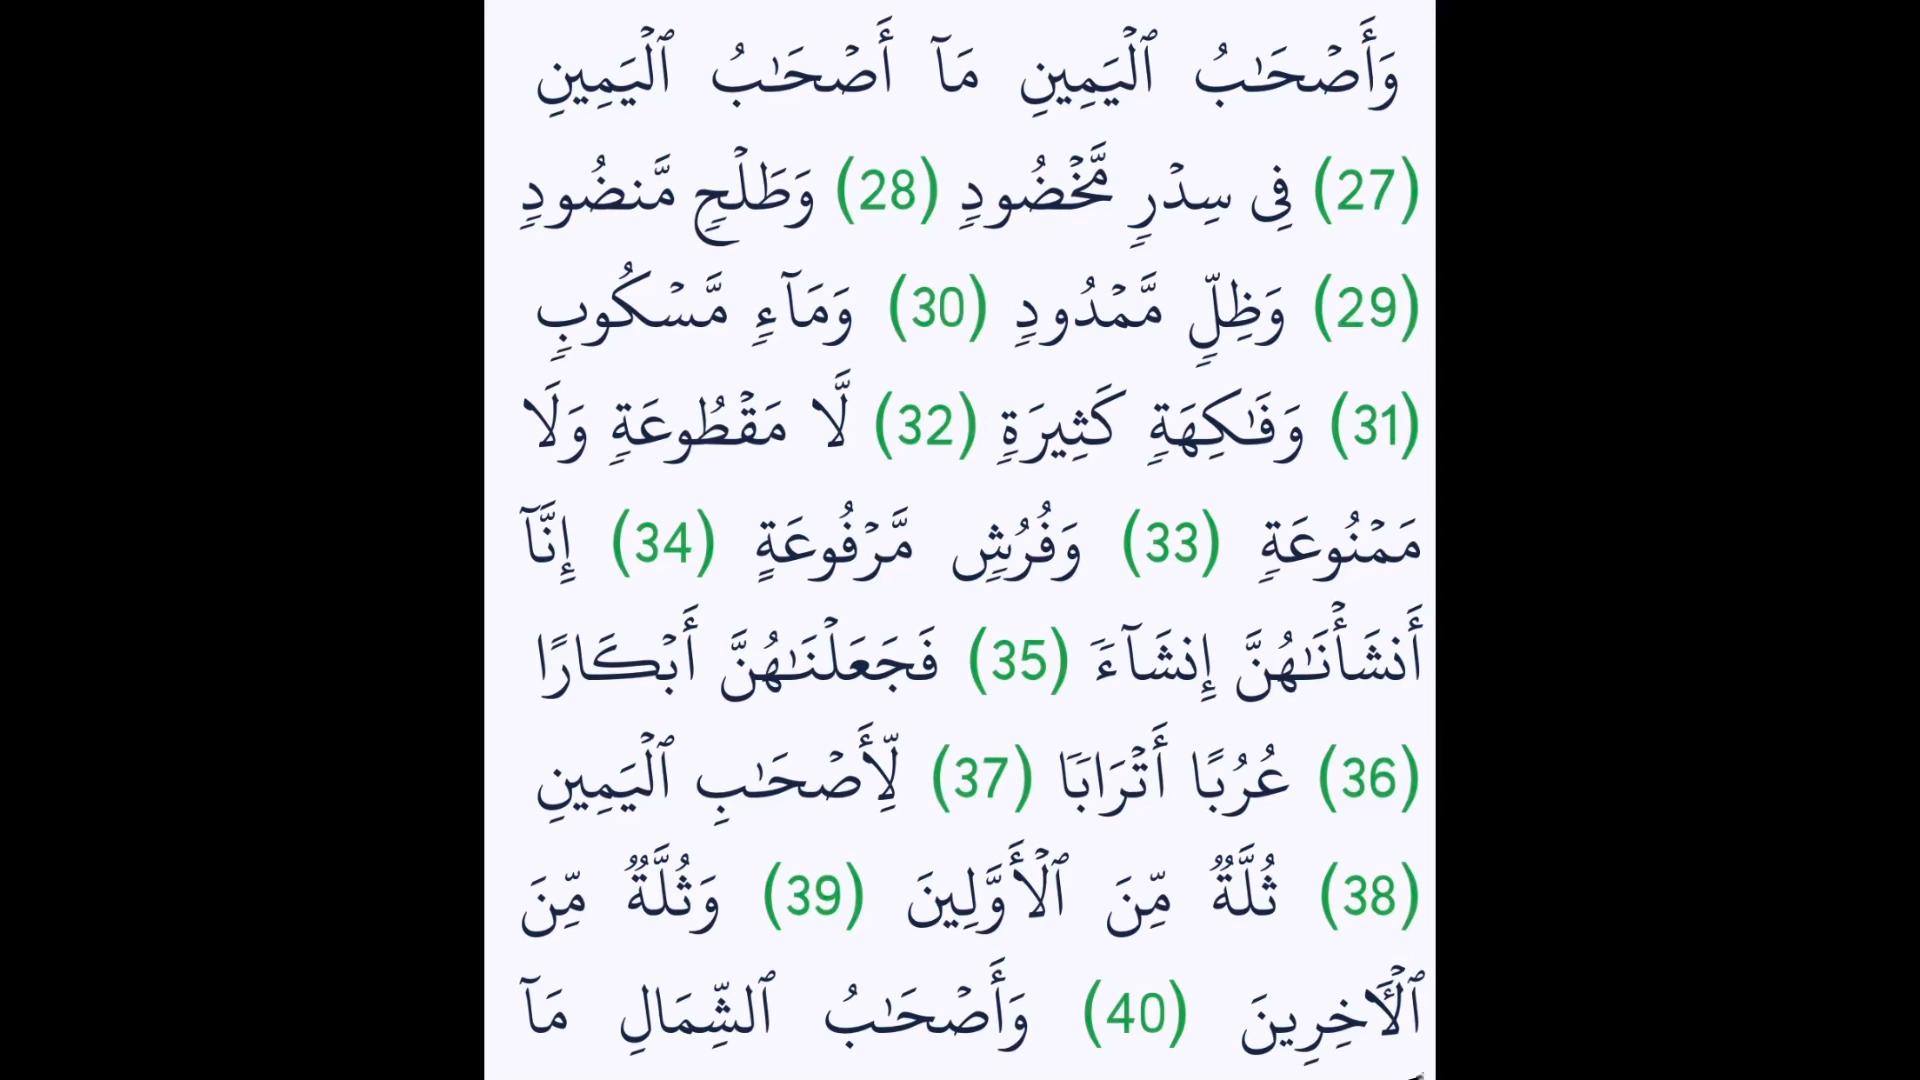 وَأَصۡحَٰبُ ٱلۡيَمِينِ مَآ أَصۡحَٰبُ ٱلۡيَمِينِ
(27) فِى سِدۡرٖ مَّخۡضُودٖ (28) وَطَلۡحٖ مَّنضُودٖ
(29) وَظِلّٖ مَّمۡدُودٖ (30) وَمَآءٖ مَّسۡكُوبٖ
(31) وَفَٰكِهَةٖ كَثِيرَةٖ (32) لَّا مَقۡطُوعَةٖ وَلَا
مَمۡنُوعَةٖ (33) وَفُرُشٖ مَّرۡفُوعَةٍ (34) إِنَّآ
أَنشَأۡنَٰهُنَّ إِنشَآءٗ (35) فَجَعَلۡنَٰهُنَّ أَبۡكَارًا
(36) عُرُبًا أَتۡرَابٗا (37) لِّأَصۡحَٰبِ ٱلۡيَمِينِ
(38) ثُلَّةٞ مِّنَ ٱلۡأَوَّلِينَ (39) وَثُلَّةٞ مِّنَ
ٱلۡأٓخِرِينَ (40) وَأَصۡحَٰبُ ٱلشِّمَالِ مَآ